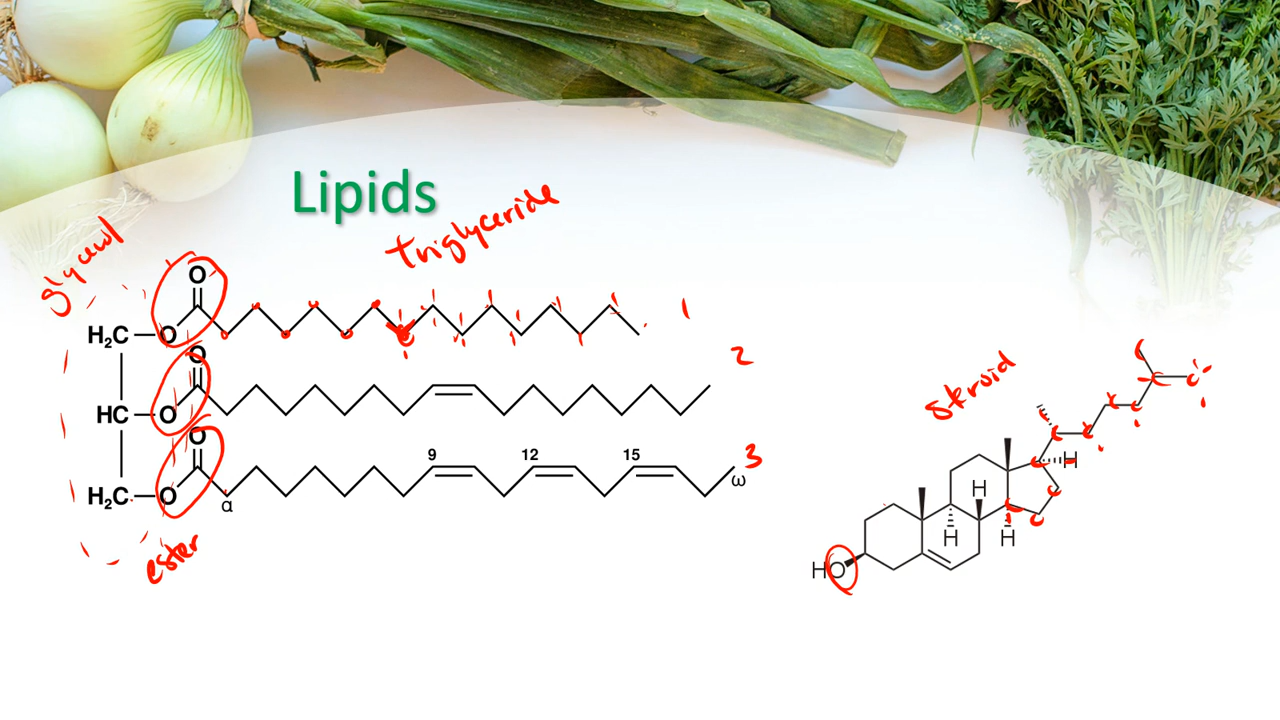 Lipids
triglyceride
glycerol
O
H₂C
O
1
O
2
HC
O
O
9
12
15
3
H₂C
O
α
ω
ester
steroid
H
H
H
H
HO